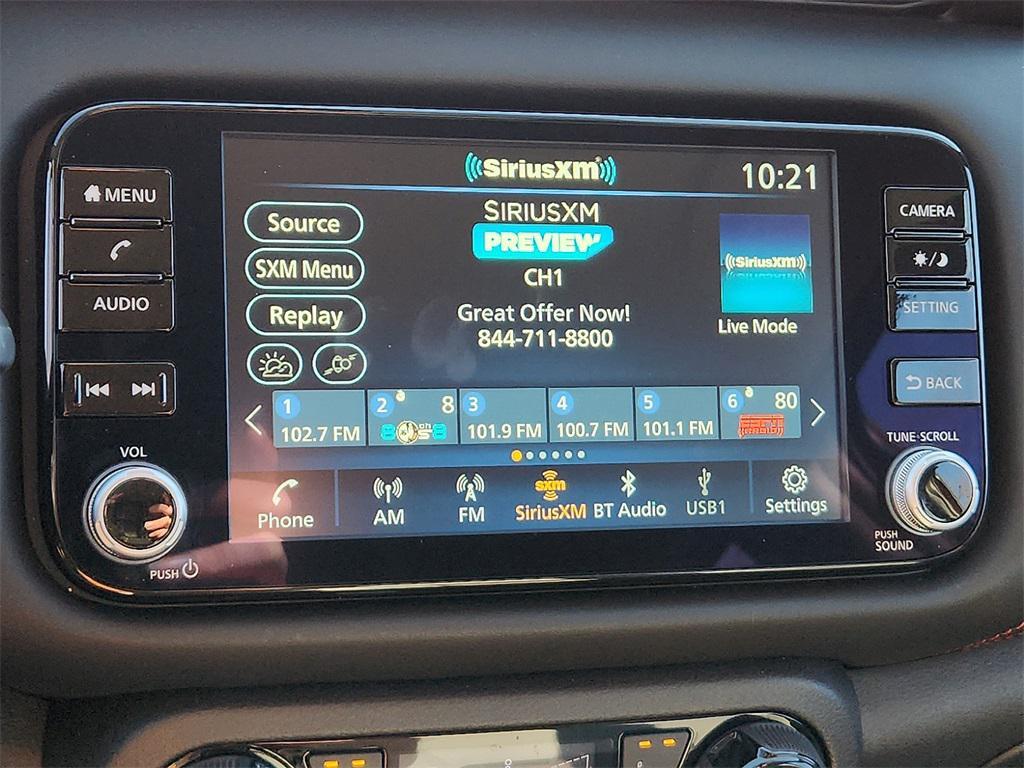 SiriusXM
10:21
MENU
AUDIO
VOL
PUSH
Source
SXM Menu
Replay
SIRIUSXM
PREVIEW
CH1
Great Offer Now!
844-711-8800
SiriusXM
Live Mode
1
102.7 FM
2 8
3
101.9 FM
4
100.7 FM
5
101.1 FM
6 80
Phone
AM
FM
sxm
SiriusXM
BT Audio
USB1
Settings
CAMERA
SETTING
BACK
TUNE·SCROLL
PUSH
SOUND